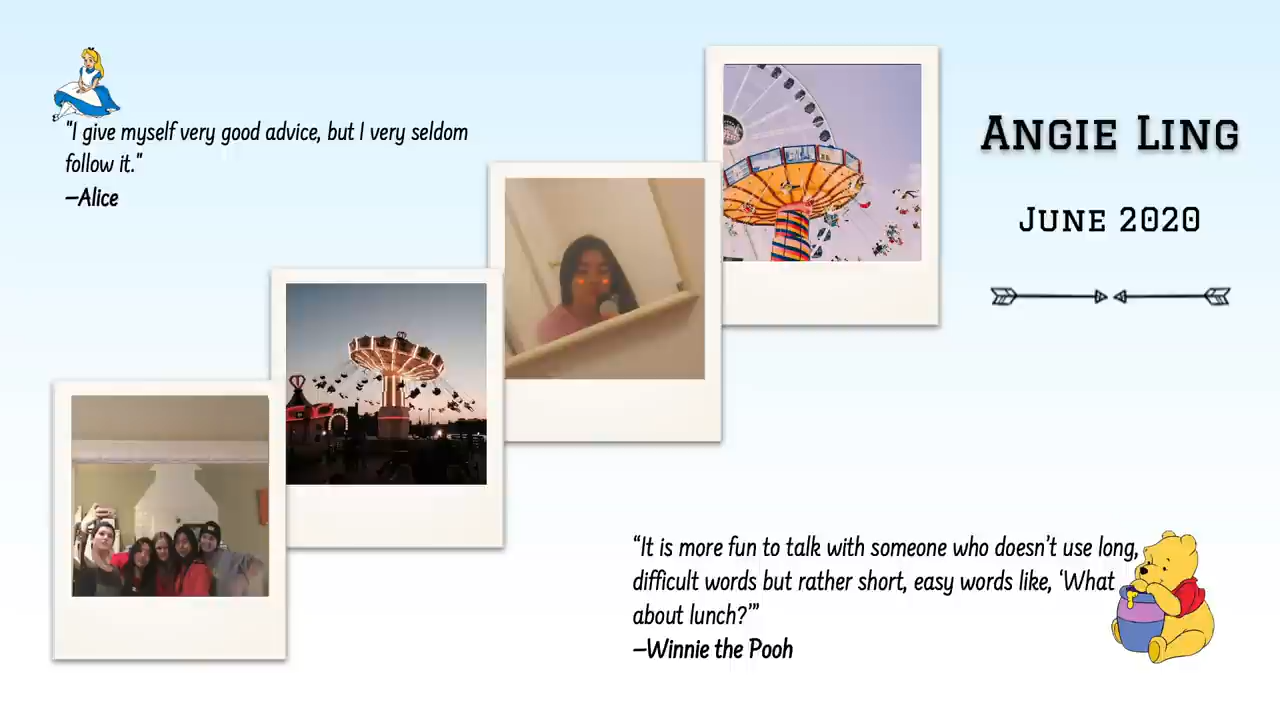 "I give myself very good advice, but I very seldom
follow it."
—Alice
ANGIE LING
JUNE 2020
“It is more fun to talk with someone who doesn’t use long,
difficult words but rather short, easy words like, ‘What
about lunch?’”
—Winnie the Pooh